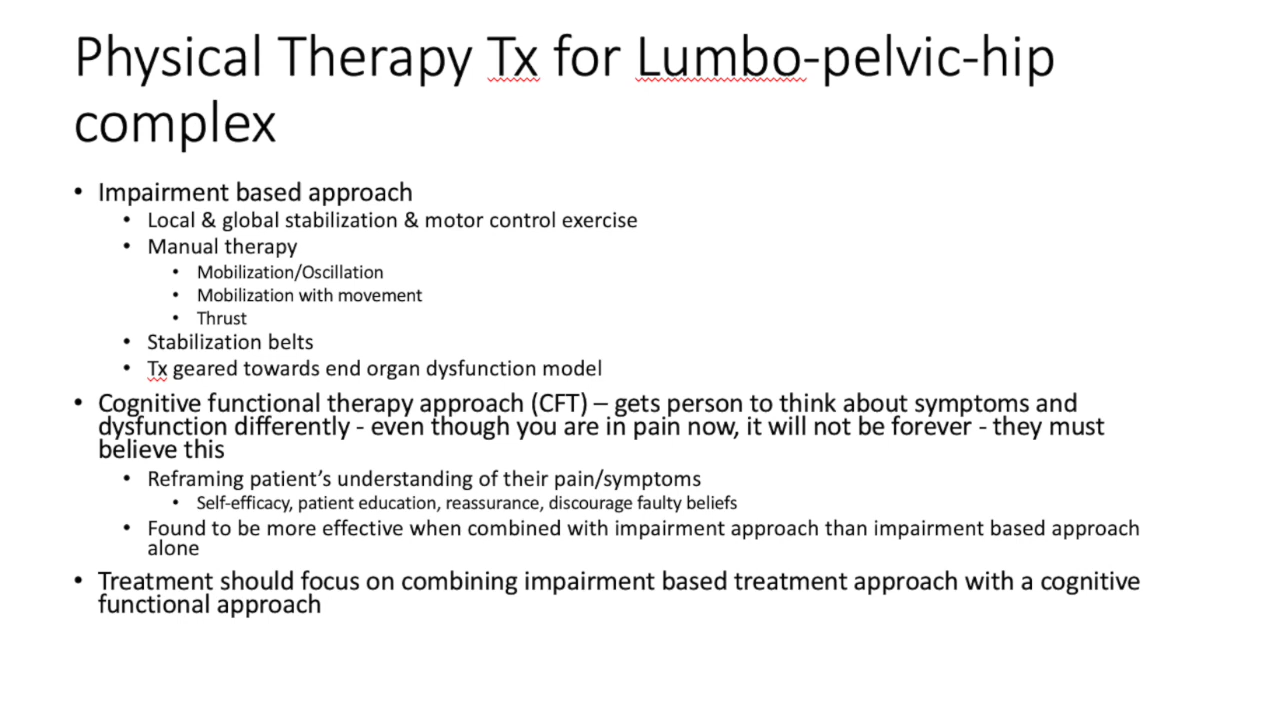 Physical Therapy Tx for Lumbo-pelvic-hip
complex
• Impairment based approach
• Local & global stabilization & motor control exercise
• Manual therapy
• Mobilization/Oscillation
• Mobilization with movement
• Thrust
• Stabilization belts
• Tx geared towards end organ dysfunction model
• Cognitive functional therapy approach (CFT) – gets person to think about symptoms and
dysfunction differently - even though you are in pain now, it will not be forever - they must
believe this
• Reframing patient’s understanding of their pain/symptoms
• Self-efficacy, patient education, reassurance, discourage faulty beliefs
• Found to be more effective when combined with impairment approach than impairment based approach
alone
• Treatment should focus on combining impairment based treatment approach with a cognitive
functional approach